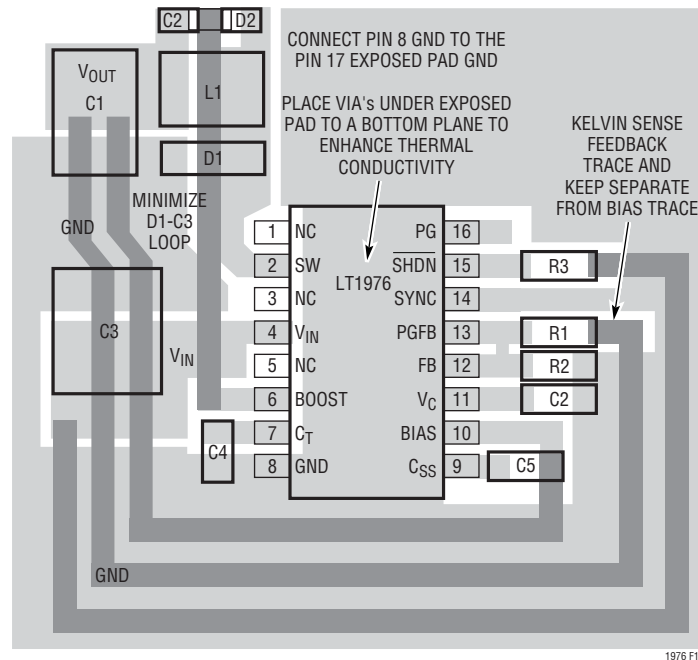 C2
D2
CONNECT PIN 8 GND TO THE
PIN 17 EXPOSED PAD GND
VOUT
C1
L1
PLACE VIA's UNDER EXPOSED
PAD TO A BOTTOM PLANE TO
ENHANCE THERMAL
CONDUCTIVITY
KELVIN SENSE
FEEDBACK
TRACE AND
KEEP SEPARATE
FROM BIAS TRACE
D1
MINIMIZE
D1-C3
LOOP
GND
C3
VIN
LT1976
1 NC
2 SW
3 NC
4 VIN
5 NC
6 BOOST
7 CT
8 GND
PG 16
SHDN 15
SYNC 14
PGFB 13
FB 12
VC 11
BIAS 10
CSS 9
R3
R1
R2
C2
C5
C4
GND
1976 F1